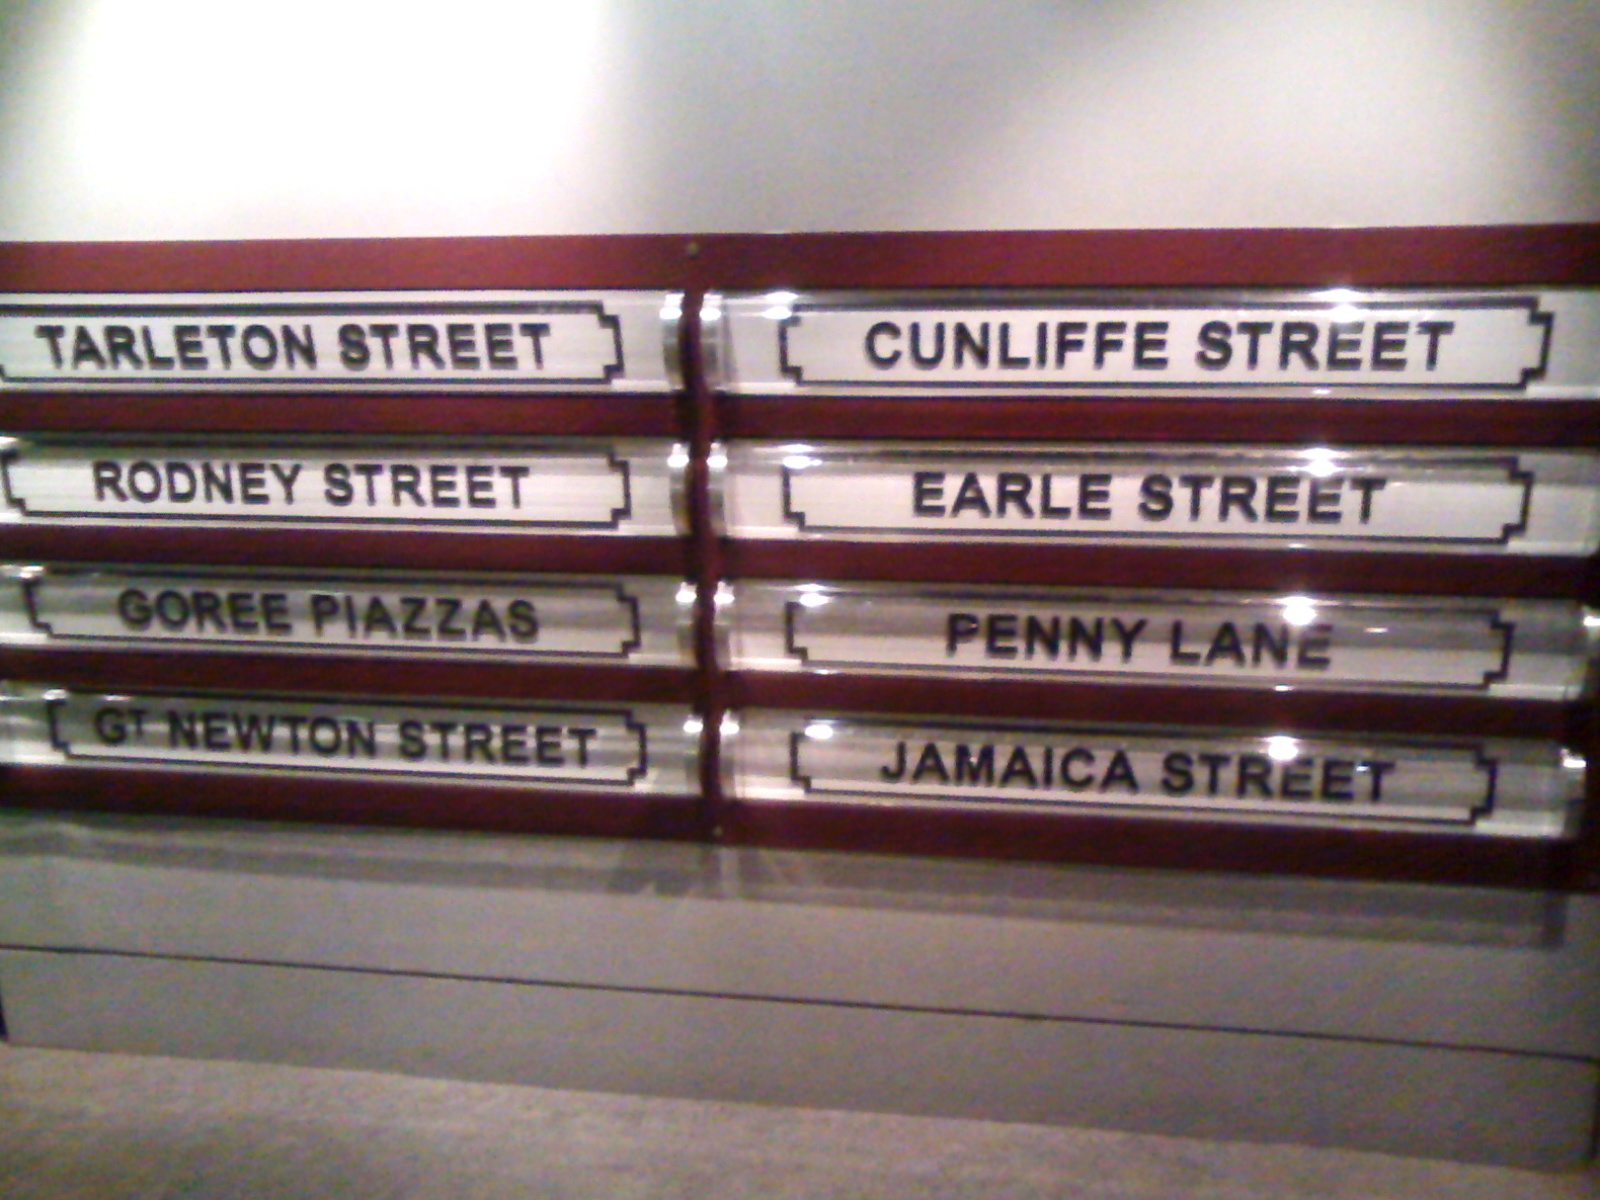 TARLETON STREET
CUNLIFFE STREET
RODNEY STREET
EARLE STREET
GOREE PIAZZAS
PENNY LANE
GT NEWTON STREET
JAMAICA STREET